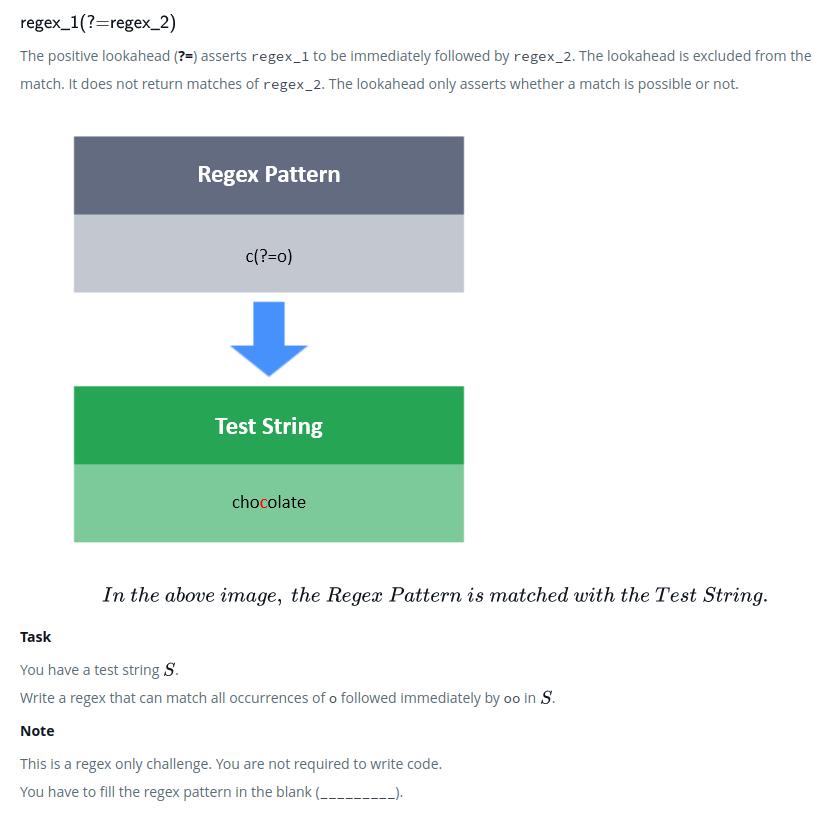 regex_1(?=regex_2)
The positive lookahead (?=) asserts regex_1 to be immediately followed by regex_2. The lookahead is excluded from the
match. It does not return matches of regex_2. The lookahead only asserts whether a match is possible or not.
Regex Pattern
c(?=o)
Test String
chocolate
In the above image, the Regex Pattern is matched with the Test String.
Task
You have a test string S.
Write a regex that can match all occurrences of o followed immediately by oo in S.
Note
This is a regex only challenge. You are not required to write code.
You have to fill the regex pattern in the blank (_________).